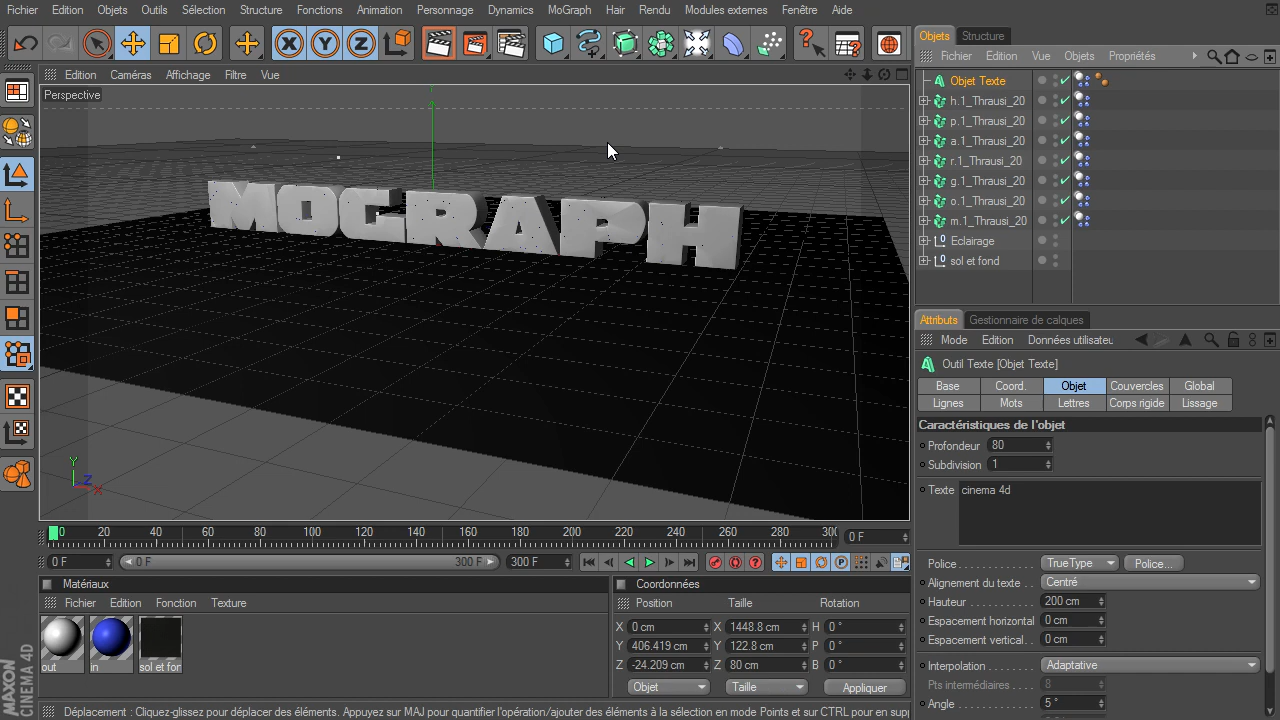 Fichier Edition Objets Outils Sélection Structure Fonctions Animation Personnage Dynamics MoGraph Hair Rendu Modules externes Fenêtre Aide
Edition Caméras Affichage Filtre Vue
Perspective
MOGRAPH
Y Z X
0 20 40 60 80 100 120 140 160 180 200 220 240 260 280 30
0 F
0 F
0 F 300 F
300 F
Matériaux
Fichier Edition Fonction Texture
out in sol et for
MAXON
CINEMA 4D
Coordonnées
Position Taille Rotation
X 0 cm X 1448.8 cm H 0 °
Y 406.419 cm Y 122.8 cm P 0 °
Z -24.209 cm Z 80 cm B 0 °
Objet Taille Appliquer
Déplacement : Cliquez-glissez pour déplacer des éléments. Appuyez sur MAJ pour quantifier l'opération/ajouter des éléments à la sélection en mode Points et sur CTRL pour en supp
Objets Structure
Fichier Edition Vue Objets Propriétés
Objet Texte
h.1_Thrausi_20
p.1_Thrausi_20
a.1_Thrausi_20
r.1_Thrausi_20
g.1_Thrausi_20
o.1_Thrausi_20
m.1_Thrausi_20
Eclairage
sol et fond
Attributs Gestionnaire de calques
Mode Edition Données utilisateu
Outil Texte [Objet Texte]
Base Coord. Objet Couvercles Global
Lignes Mots Lettres Corps rigide Lissage
Caractéristiques de l'objet
Profondeur 80
Subdivision 1
Texte cinema 4d
Police TrueType Police...
Alignement du texte Centré
Hauteur 200 cm
Espacement horizontal 0 cm
Espacement vertical 0 cm
Interpolation Adaptative
Pts intermédiaires 8
Angle 5 °